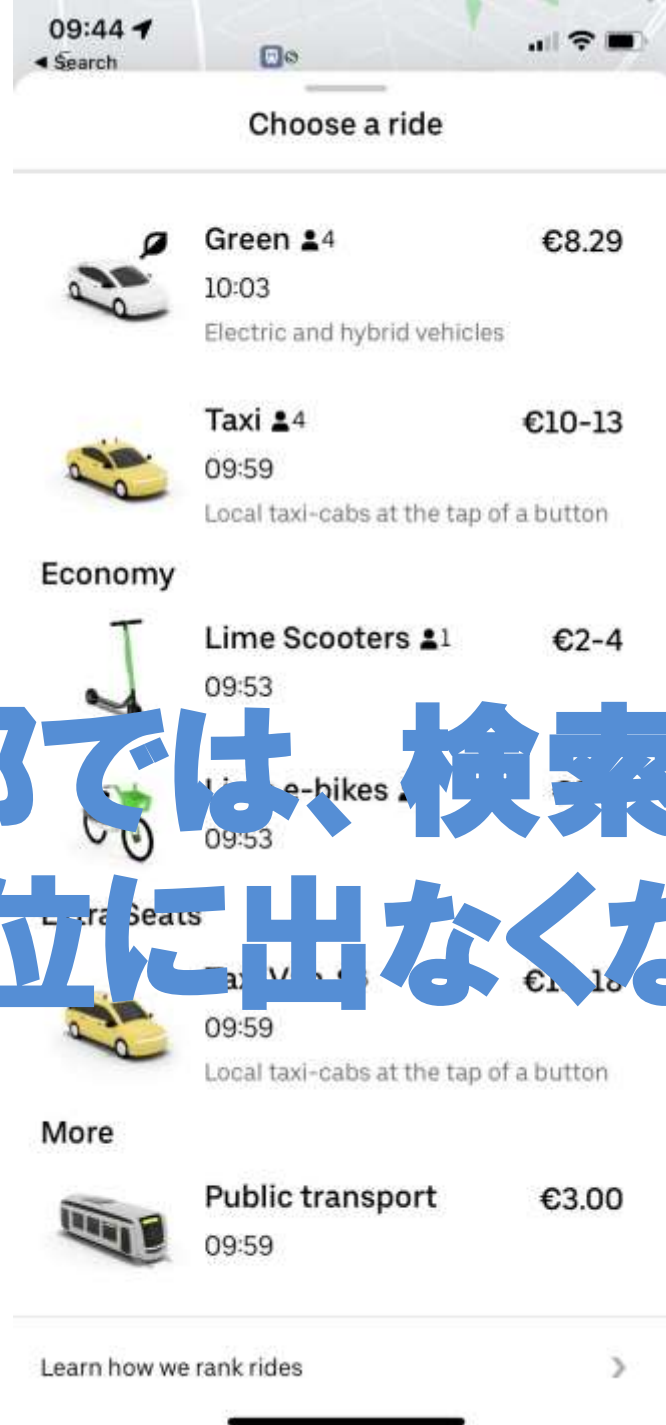 09:44
Search
Choose a ride
Green 4
€8.29
10:03
Electric and hybrid vehicles
Taxi 4
€10-13
09:59
Local taxi-cabs at the tap of a button
Economy
Lime Scooters 1
€2-4
09:53
では、検索
e-bikes
09:53
位に出なくな
Seats
09:59
Local taxi-cabs at the tap of a button
More
Public transport
€3.00
09:59
Learn how we rank rides